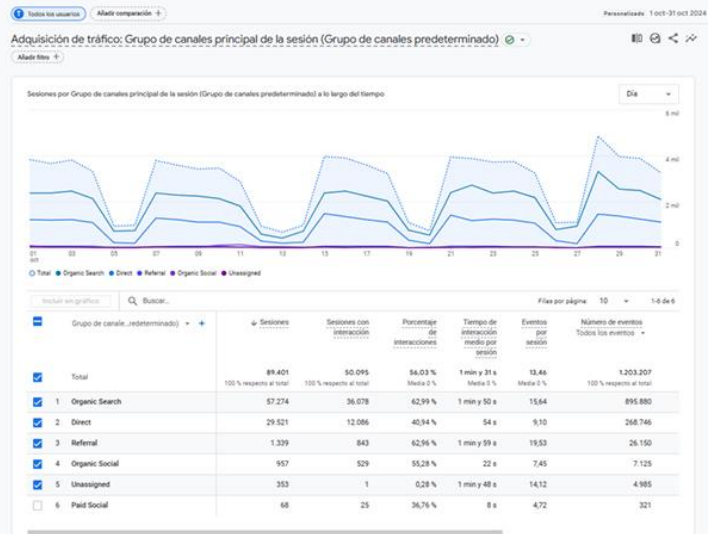 Todos los usuarios Añadir comparación + Personalizado 1 oct-31 oct 2024
Adquisición de tráfico: Grupo de canales principal de la sesión (Grupo de canales predeterminado)
Añadir filtro +
Sesiones por Grupo de canales principal de la sesión (Grupo de canales predeterminado) a lo largo del tiempo Día
6 mil
4 mil
2 mil
0
01 03 05 07 09 11 13 15 17 19 21 23 25 27 29 31
oct
Total Organic Search Direct Referral Organic Social Unassigned
Incluir en gráfico Buscar... Filas por página: 10 1-6 de 6
Grupo de canale...redeterminado) + Sesiones Sesiones con interacción Porcentaje de interacciones Tiempo de interacción medio por sesión Eventos por sesión Número de eventos
Todos los eventos
Total 89.401 50.095 56,03 % 1 min y 31 s 13,46 1.203.207
100 % respecto al total 100 % respecto al total Media 0 % Media 0 % Media 0 % 100 % respecto al total
1 Organic Search 57.274 36.078 62,99 % 1 min y 50 s 15,64 895.880
2 Direct 29.521 12.086 40,94 % 54 s 9,10 268.746
3 Referral 1.339 843 62,96 % 1 min y 59 s 19,53 26.150
4 Organic Social 957 529 55,28 % 22 s 7,45 7.125
5 Unassigned 353 1 0,28 % 1 min y 48 s 14,12 4.985
6 Paid Social 68 25 36,76 % 8 s 4,72 321